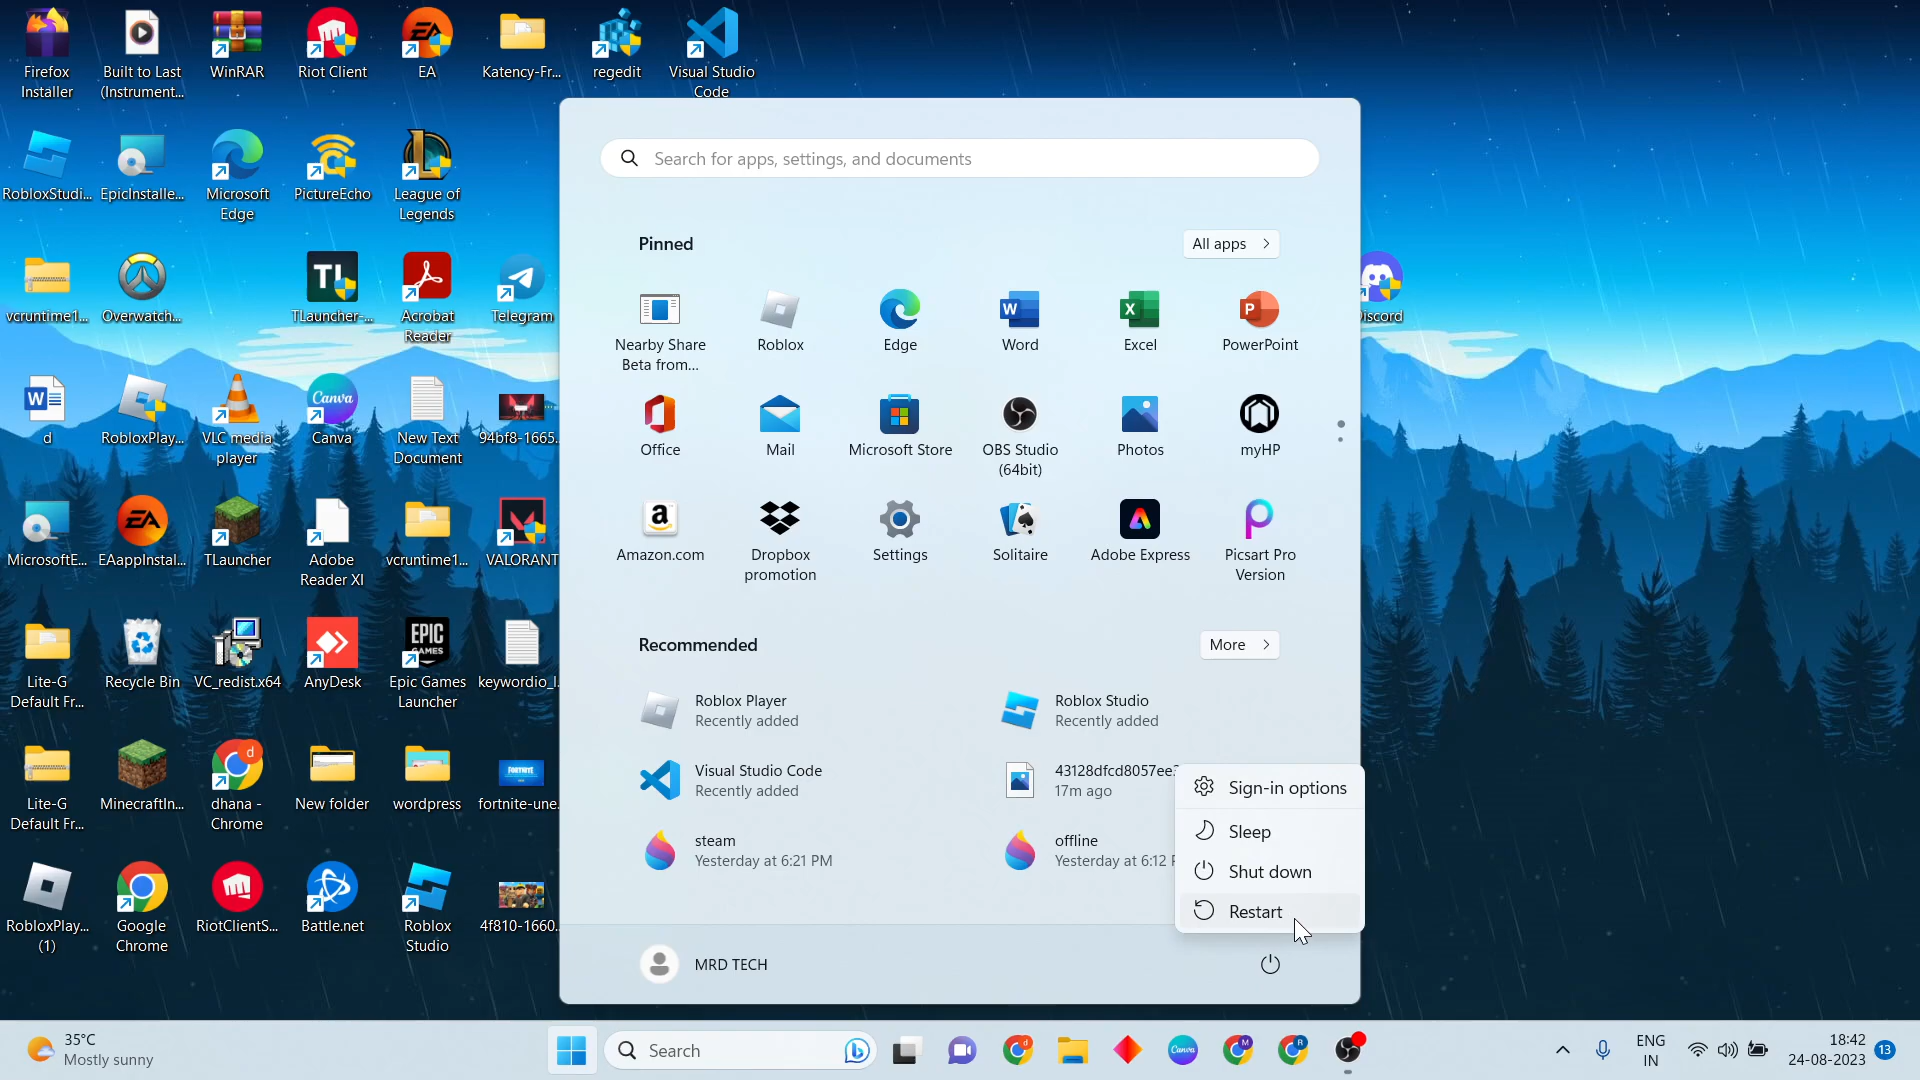 Firefox
Installer
Built to Last
(Instrument...
WinRAR
Riot Client
EA
Katency-Fr...
regedit
Visual Studio
Code
RobloxStudi...
EpicInstalle...
Microsoft
Edge
PictureEcho
League of
Legends
vcruntime1...
Overwatch...
TLauncher-...
Acrobat
Reader
Telegram
d
RobloxPlay...
VLC media
player
Canva
New Text
Document
94bf8-1665...
MicrosoftE...
EAappInstal...
TLauncher
Adobe
Reader XI
vcruntime1...
VALORANT
Lite-G
Default Fr...
Recycle Bin
VC_redist.x64
AnyDesk
Epic Games
Launcher
keywordio_l...
Lite-G
Default Fr...
MinecraftIn...
dhana -
Chrome
New folder
wordpress
fortnite-une...
RobloxPlay...
(1)
Google
Chrome
RiotClientS...
Battle.net
Roblox
Studio
4f810-1660...
Search for apps, settings, and documents
Pinned
All apps
Nearby Share
Beta from...
Roblox
Edge
Word
Excel
PowerPoint
Office
Mail
Microsoft Store
OBS Studio
(64bit)
Photos
myHP
Amazon.com
Dropbox
promotion
Settings
Solitaire
Adobe Express
Picsart Pro
Version
Recommended
More
Roblox Player
Recently added
Roblox Studio
Recently added
Visual Studio Code
Recently added
43128dfcd8057ee
17m ago
steam
Yesterday at 6:21 PM
offline
Yesterday at 6:12
Sign-in options
Sleep
Shut down
Restart
MRD TECH
iscord
35°C
Mostly sunny
Search
ENG
IN
18:42
24-08-2023
13